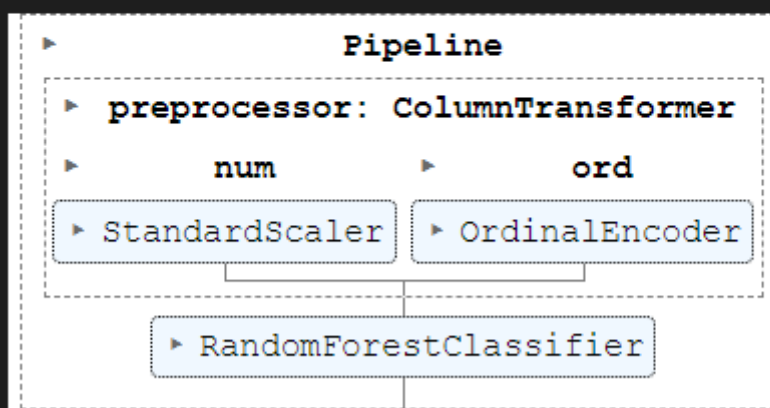 Pipeline
preprocessor: ColumnTransformer
num ord
StandardScaler OrdinalEncoder
RandomForestClassifier